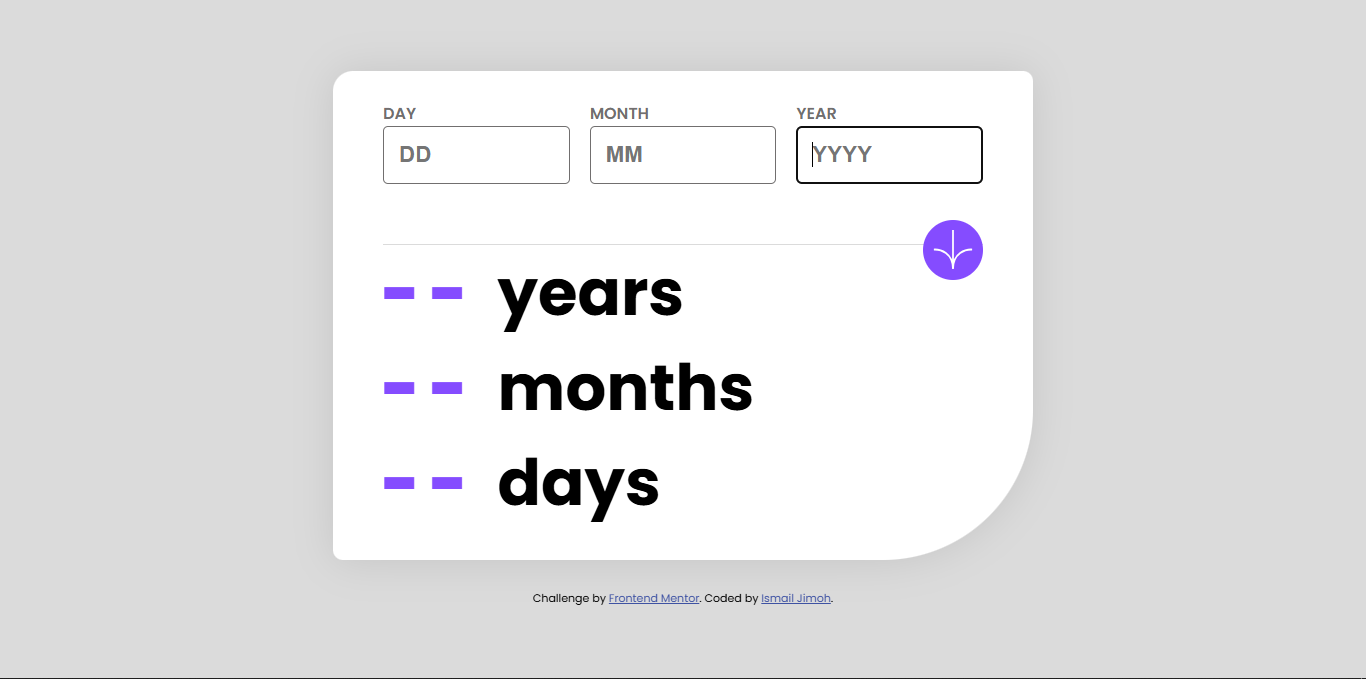 DAY MONTH YEAR
DD MM YYYY
-- years
-- months
-- days
Challenge by Frontend Mentor. Coded by Ismail Jimoh.